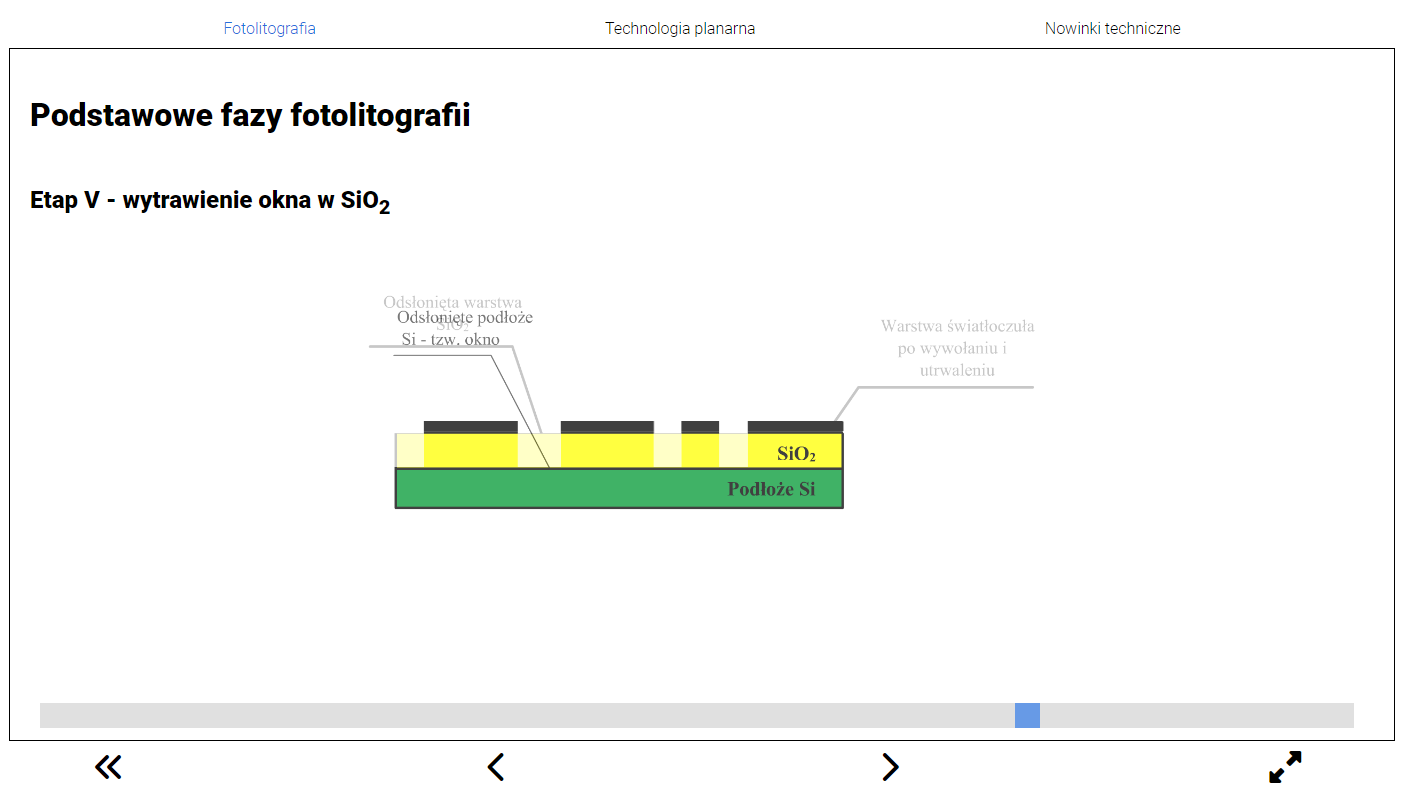 Fotolitografia
Technologia planarna
Nowinki techniczne
Podstawowe fazy fotolitografii
Etap V - wytrawienie okna w SiO₂
Odsłonięta warstwa
SiO₂
Odsłonięte podłoże
Si - tzw. okno
Warstwa światłoczuła
po wywołaniu i
utrwaleniu
SiO₂
Podłoże Si